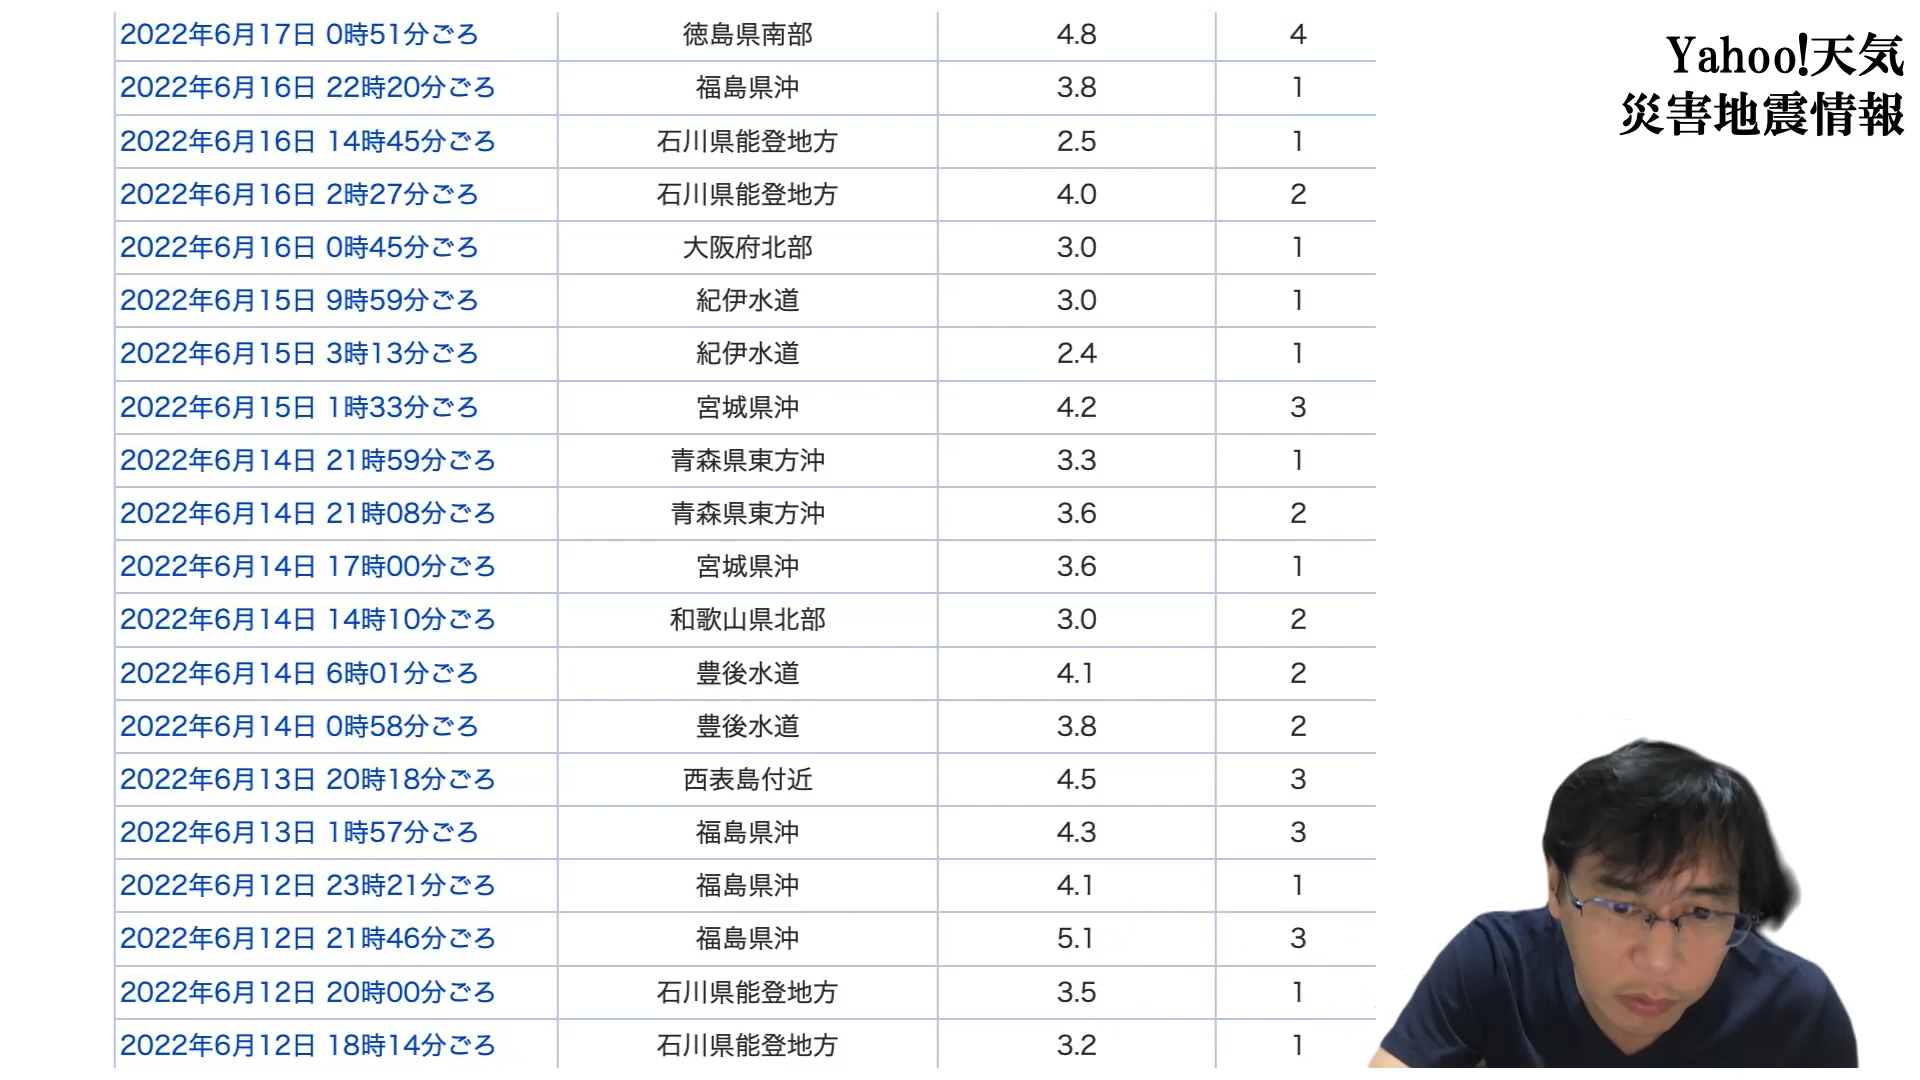 2022年6月17日 0時51分ごろ 徳島県南部 4.8 4
2022年6月16日 22時20分ごろ 福島県沖 3.8 1
2022年6月16日 14時45分ごろ 石川県能登地方 2.5 1
2022年6月16日 2時27分ごろ 石川県能登地方 4.0 2
2022年6月16日 0時45分ごろ 大阪府北部 3.0 1
2022年6月15日 9時59分ごろ 紀伊水道 3.0 1
2022年6月15日 3時13分ごろ 紀伊水道 2.4 1
2022年6月15日 1時33分ごろ 宮城県沖 4.2 3
2022年6月14日 21時59分ごろ 青森県東方沖 3.3 1
2022年6月14日 21時08分ごろ 青森県東方沖 3.6 2
2022年6月14日 17時00分ごろ 宮城県沖 3.6 1
2022年6月14日 14時10分ごろ 和歌山県北部 3.0 2
2022年6月14日 6時01分ごろ 豊後水道 4.1 2
2022年6月14日 0時58分ごろ 豊後水道 3.8 2
2022年6月13日 20時18分ごろ 西表島付近 4.5 3
2022年6月13日 1時57分ごろ 福島県沖 4.3 3
2022年6月12日 23時21分ごろ 福島県沖 4.1 1
2022年6月12日 21時46分ごろ 福島県沖 5.1 3
2022年6月12日 20時00分ごろ 石川県能登地方 3.5 1
2022年6月12日 18時14分ごろ 石川県能登地方 3.2 1
Yahoo!天気
災害地震情報